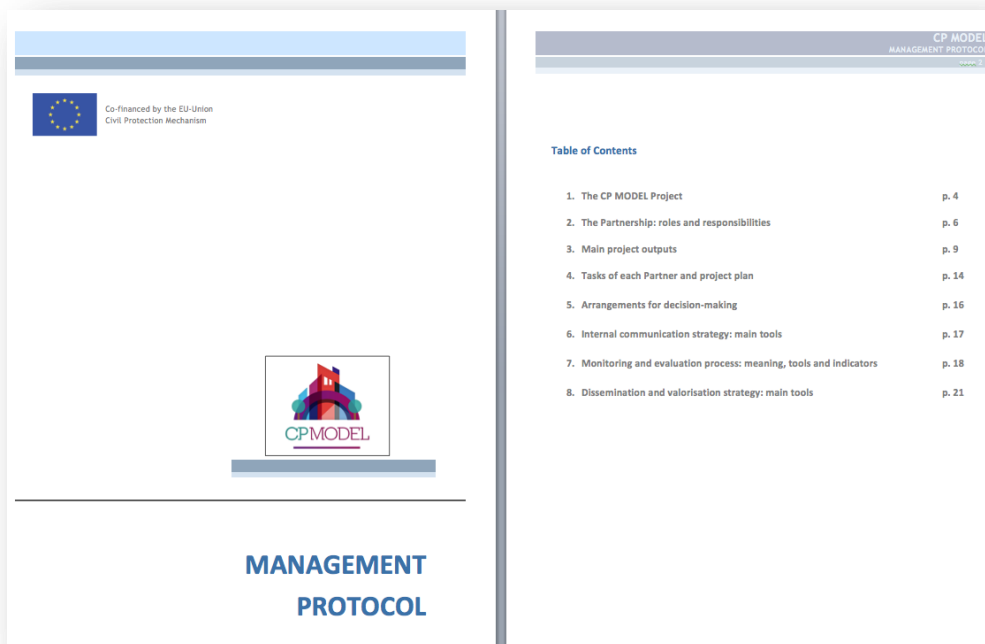 Co-financed by the EU-Union
Civil Protection Mechanism
CPMODEL
MANAGEMENT
PROTOCOL
CP MODEL
MANAGEMENT PROTOCOL
Table of Contents
1. The CP MODEL Project p. 4
2. The Partnership: roles and responsibilities p. 6
3. Main project outputs p. 9
4. Tasks of each Partner and project plan p. 14
5. Arrangements for decision-making p. 16
6. Internal communication strategy: main tools p. 17
7. Monitoring and evaluation process: meaning, tools and indicators p. 18
8. Dissemination and valorisation strategy: main tools p. 21